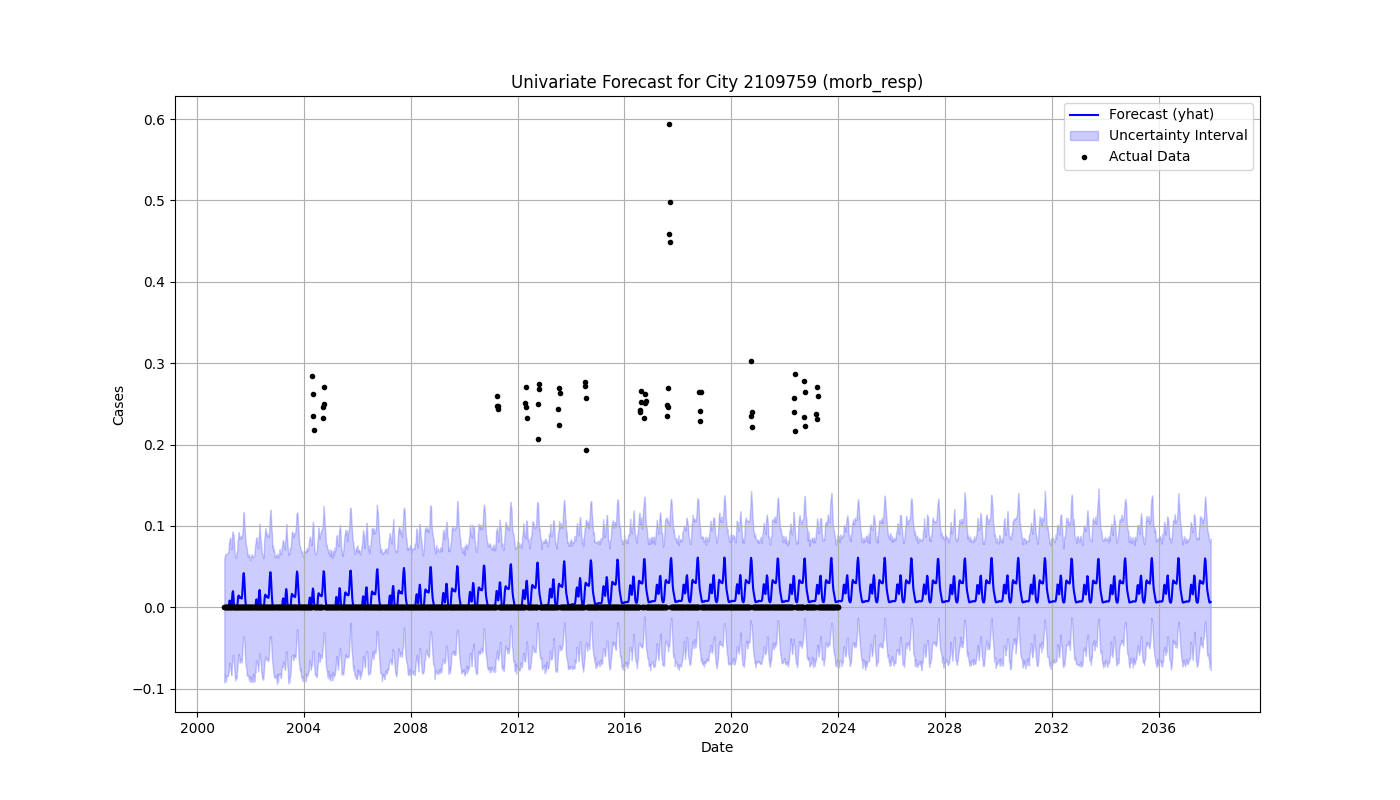 Univariate Forecast for City 2109759 (morb_resp)
Forecast (yhat)
Uncertainty Interval
Actual Data
0.6
0.5
0.4
0.3
0.2
0.1
0.0
−0.1
Cases
2000 2004 2008 2012 2016 2020 2024 2028 2032 2036
Date